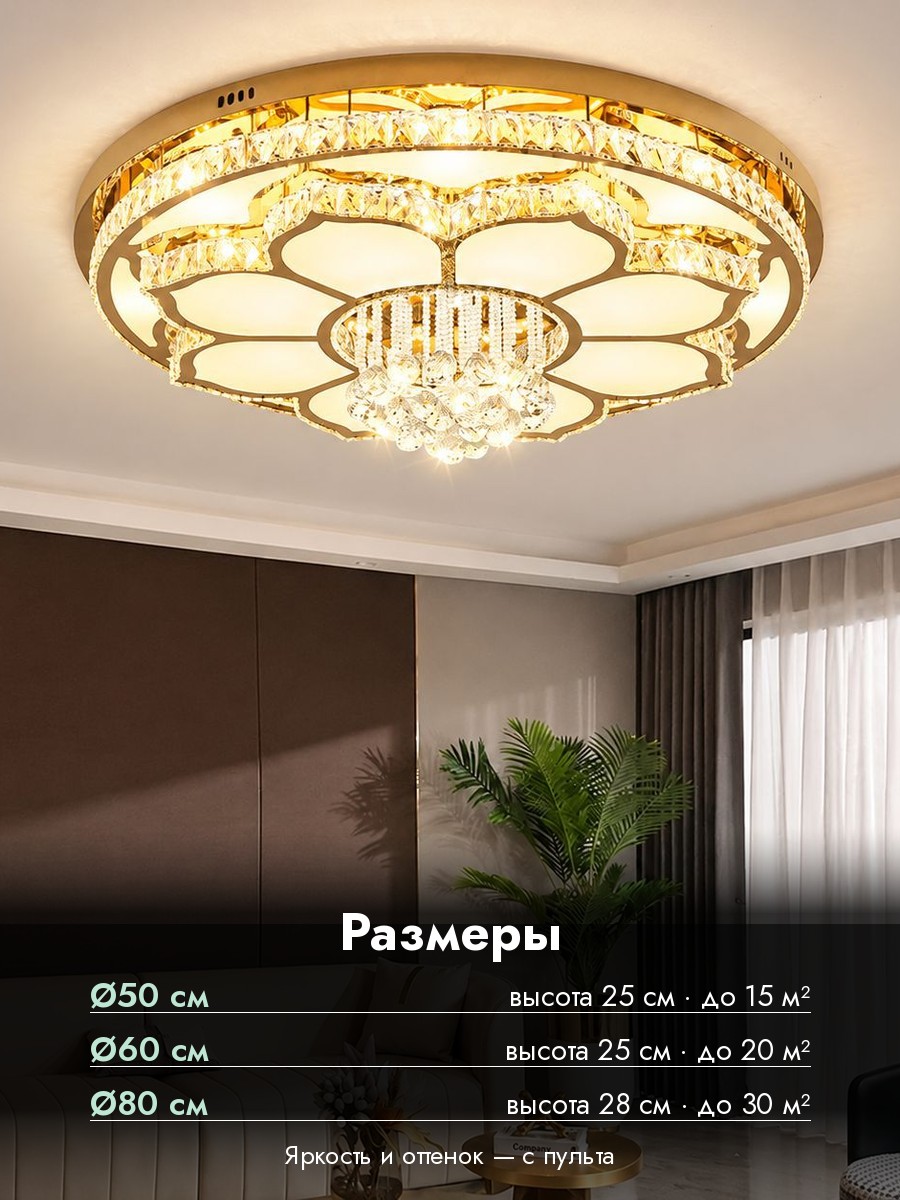 Размеры
Ø50 см высота 25 см · до 15 м²
Ø60 см высота 25 см · до 20 м²
Ø80 см высота 28 см · до 30 м²
Яркость и оттенок — с пульта